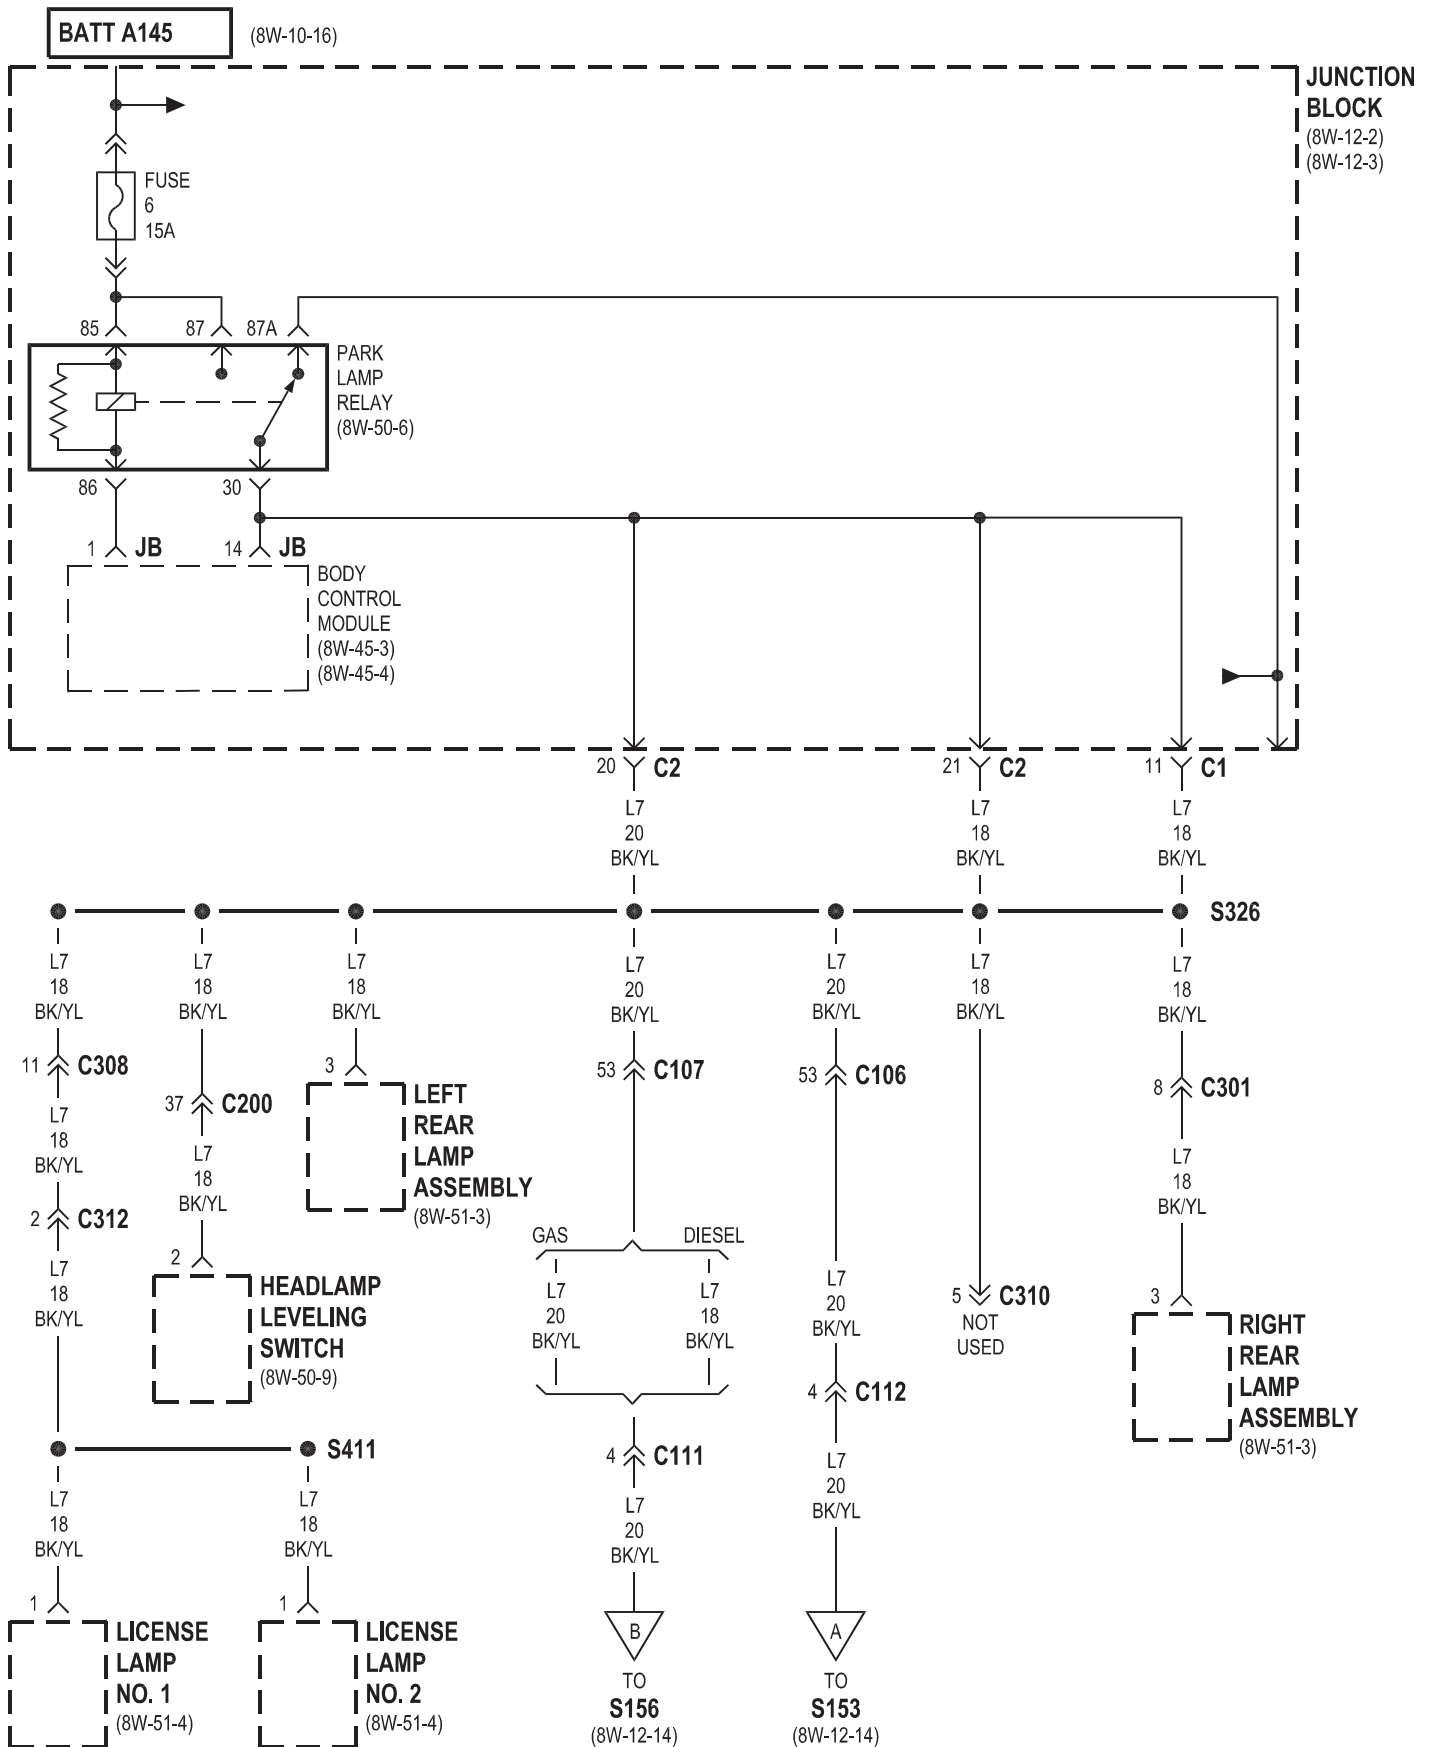 BATT A145
(8W-10-16)
JUNCTION
BLOCK
(8W-12-2)
(8W-12-3)
FUSE
6
15A
85
87
87A
PARK
LAMP
RELAY
(8W-50-6)
86
30
1
JB
14
JB
BODY
CONTROL
MODULE
(8W-45-3)
(8W-45-4)
20
C2
21
C2
11
C1
L7
20
BK/YL
L7
18
BK/YL
L7
18
BK/YL
S326
L7
18
BK/YL
L7
18
BK/YL
L7
18
BK/YL
L7
20
BK/YL
L7
20
BK/YL
L7
18
BK/YL
L7
18
BK/YL
11
C308
37
C200
3
LEFT
REAR
LAMP
ASSEMBLY
(8W-51-3)
53
C107
53
C106
8
C301
L7
18
BK/YL
L7
18
BK/YL
L7
18
BK/YL
2
C312
L7
18
BK/YL
2
HEADLAMP
LEVELING
SWITCH
(8W-50-9)
GAS
DIESEL
L7
20
BK/YL
L7
18
BK/YL
L7
20
BK/YL
5
C310
NOT
USED
3
RIGHT
REAR
LAMP
ASSEMBLY
(8W-51-3)
4
C112
S411
4
C111
L7
20
BK/YL
L7
18
BK/YL
L7
18
BK/YL
L7
20
BK/YL
1
LICENSE
LAMP
NO. 1
(8W-51-4)
1
LICENSE
LAMP
NO. 2
(8W-51-4)
B
TO
S156
(8W-12-14)
A
TO
S153
(8W-12-14)